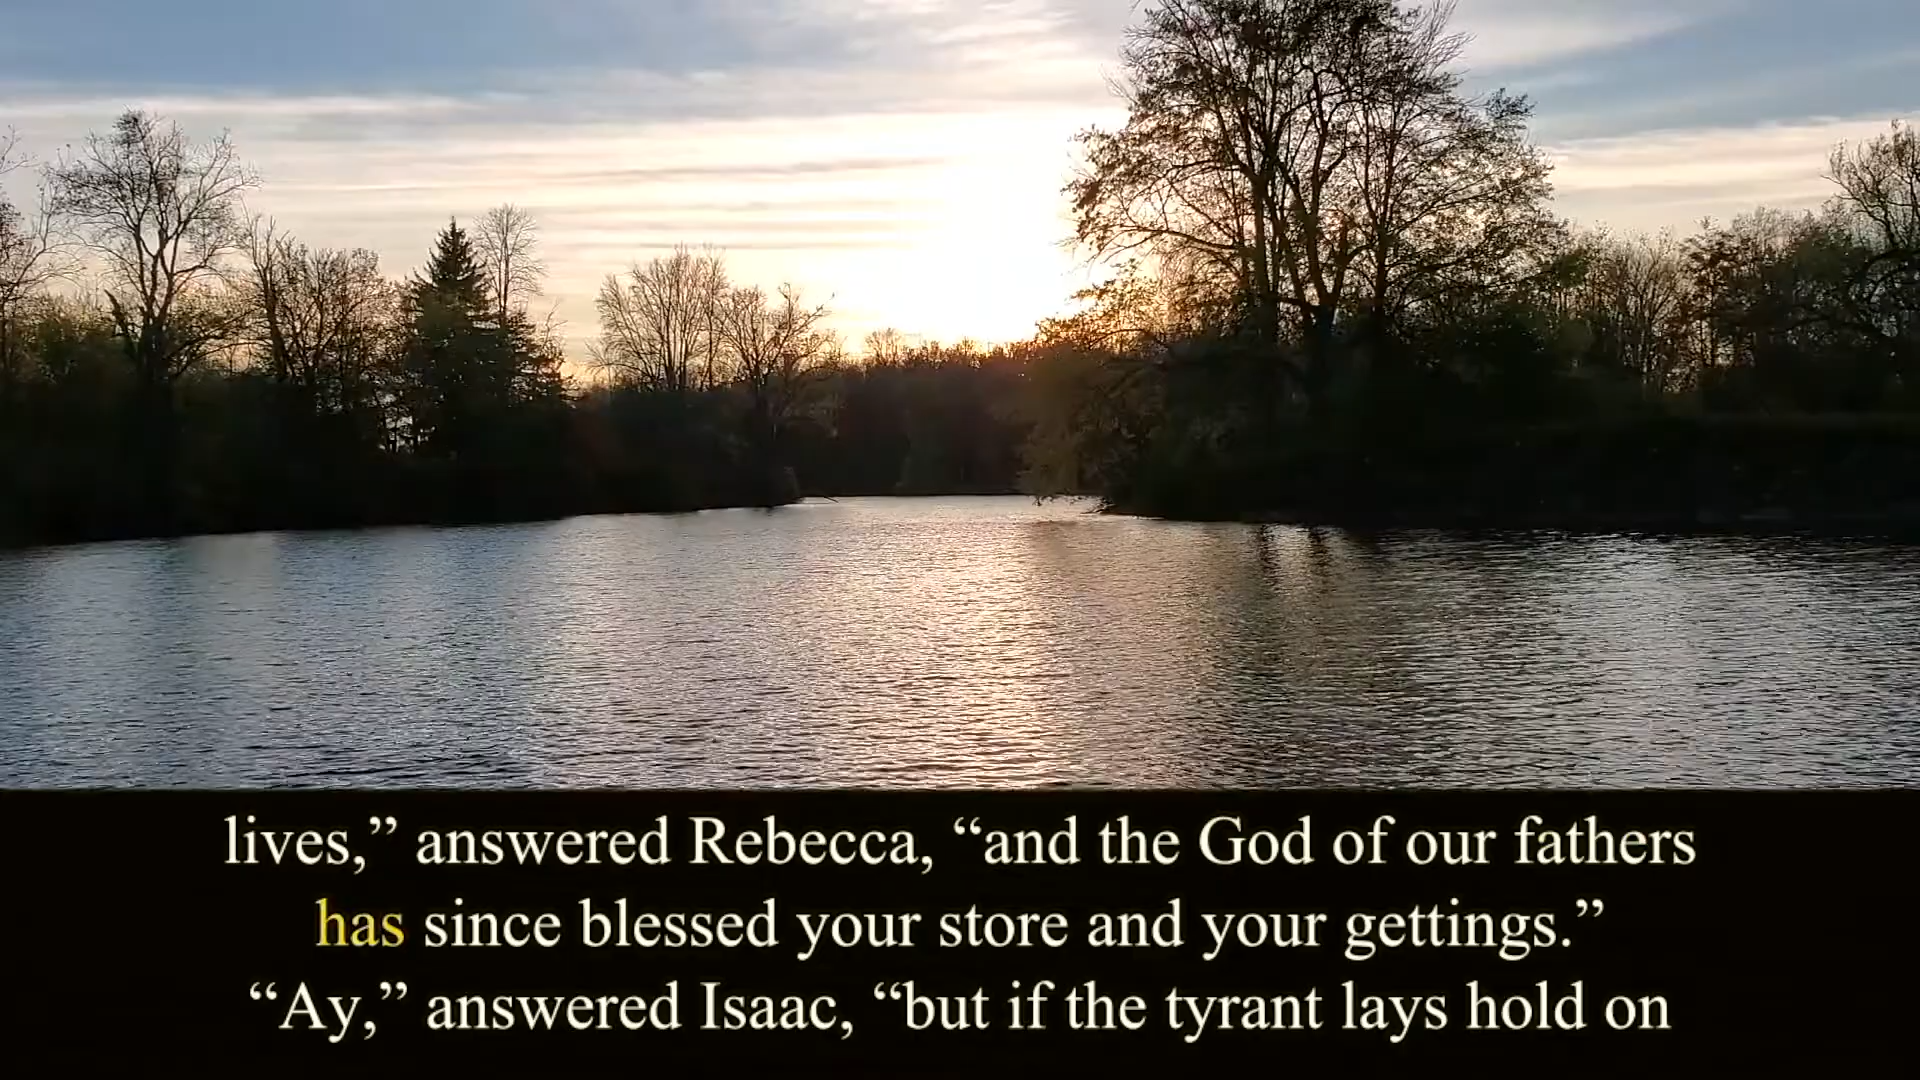 lives,” answered Rebecca, “and the God of our fathers
has since blessed your store and your gettings.”
“Ay,” answered Isaac, “but if the tyrant lays hold on